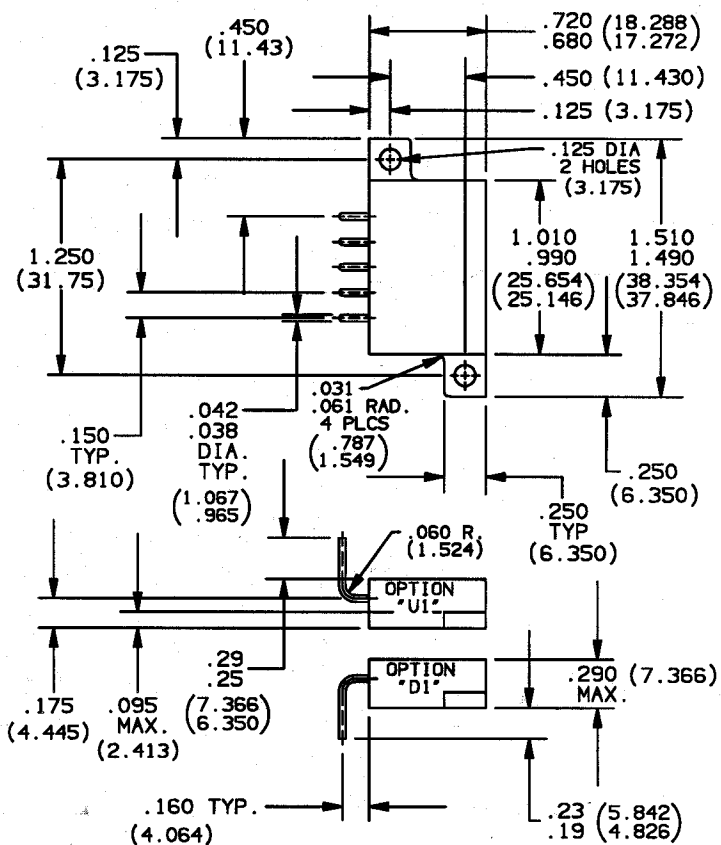 .450
(11.43)
.125
(3.175)
.720 (18.288
.680 (17.272)
.450 (11.430)
.125 (3.175)
.125 DIA
2 HOLES
(3.175)
1.250
(31.75)
1.010
.990
(25.654
25.146)
1.510
1.490
(38.354
37.846)
.031
.061 RAD.
4 PLCS
(.787
1.549)
.042
.038
DIA.
TYP.
(1.067
.965)
.150
TYP.
(3.810)
.250
(6.350)
.250
TYP
(6.350)
.060 R.
(1.524)
OPTION
"U1"
OPTION
"D1"
.290 (7.366)
MAX.
.29
.25
(7.366
6.350)
.175
(4.445)
.095
MAX.
(2.413)
.160 TYP.
(4.064)
.23 (5.842
.19 4.826)